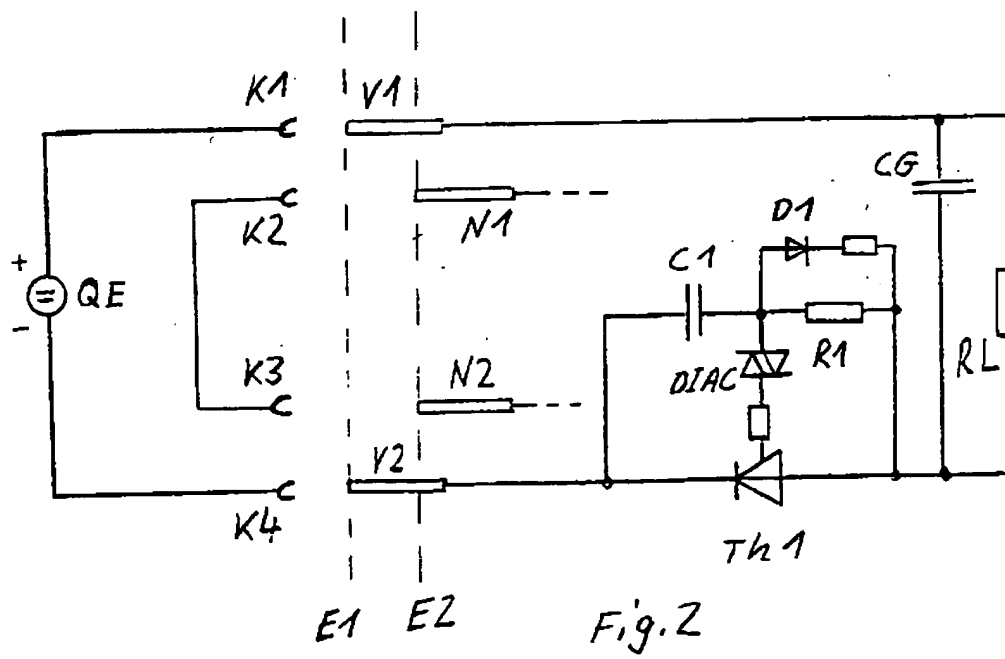 K1
V1
CG
K2
N1
D1
C1
+
= QE
-
R1
DIAC
RL
K3
N2
V2
K4
Th1
E1
E2
Fig.2